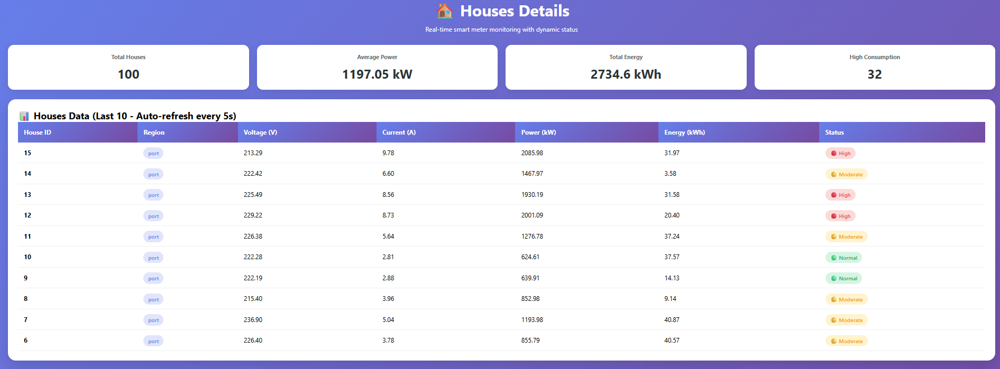 Houses Details
Real-time smart meter monitoring with dynamic status
Total Houses
100
Average Power
1197.05 kW
Total Energy
2734.6 kWh
High Consumption
32
Houses Data (Last 10 - Auto-refresh every 5s)
House ID Region Voltage (V) Current (A) Power (kW) Energy (kWh) Status
15 port 213.29 9.78 2085.98 31.97 High
14 port 222.42 6.60 1467.97 3.58 Moderate
13 port 225.49 8.56 1930.19 31.58 High
12 port 229.22 8.73 2001.09 20.40 High
11 port 226.38 5.64 1276.78 37.24 Moderate
10 port 222.28 2.81 624.61 37.57 Normal
9 port 222.19 2.88 639.91 14.13 Normal
8 port 215.40 3.96 852.98 9.14 Moderate
7 port 236.90 5.04 1193.98 40.87 Moderate
6 port 226.40 3.78 855.79 40.57 Moderate